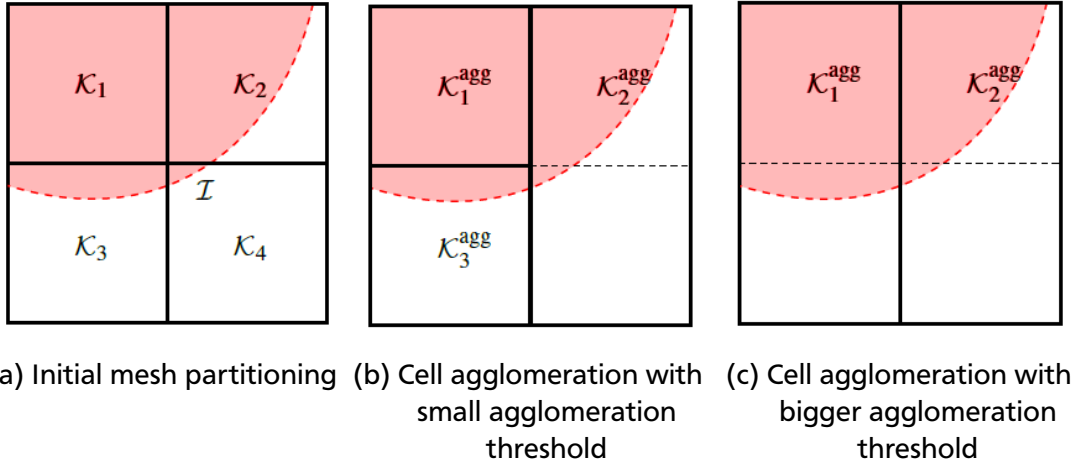 K₁ K₂
K₃ I K₄
K₁ᵃᵍᵍ K₂ᵃᵍᵍ
K₃ᵃᵍᵍ
K₁ᵃᵍᵍ K₂ᵃᵍᵍ
a) Initial mesh partitioning
(b) Cell agglomeration with
small agglomeration
threshold
(c) Cell agglomeration with
bigger agglomeration
threshold